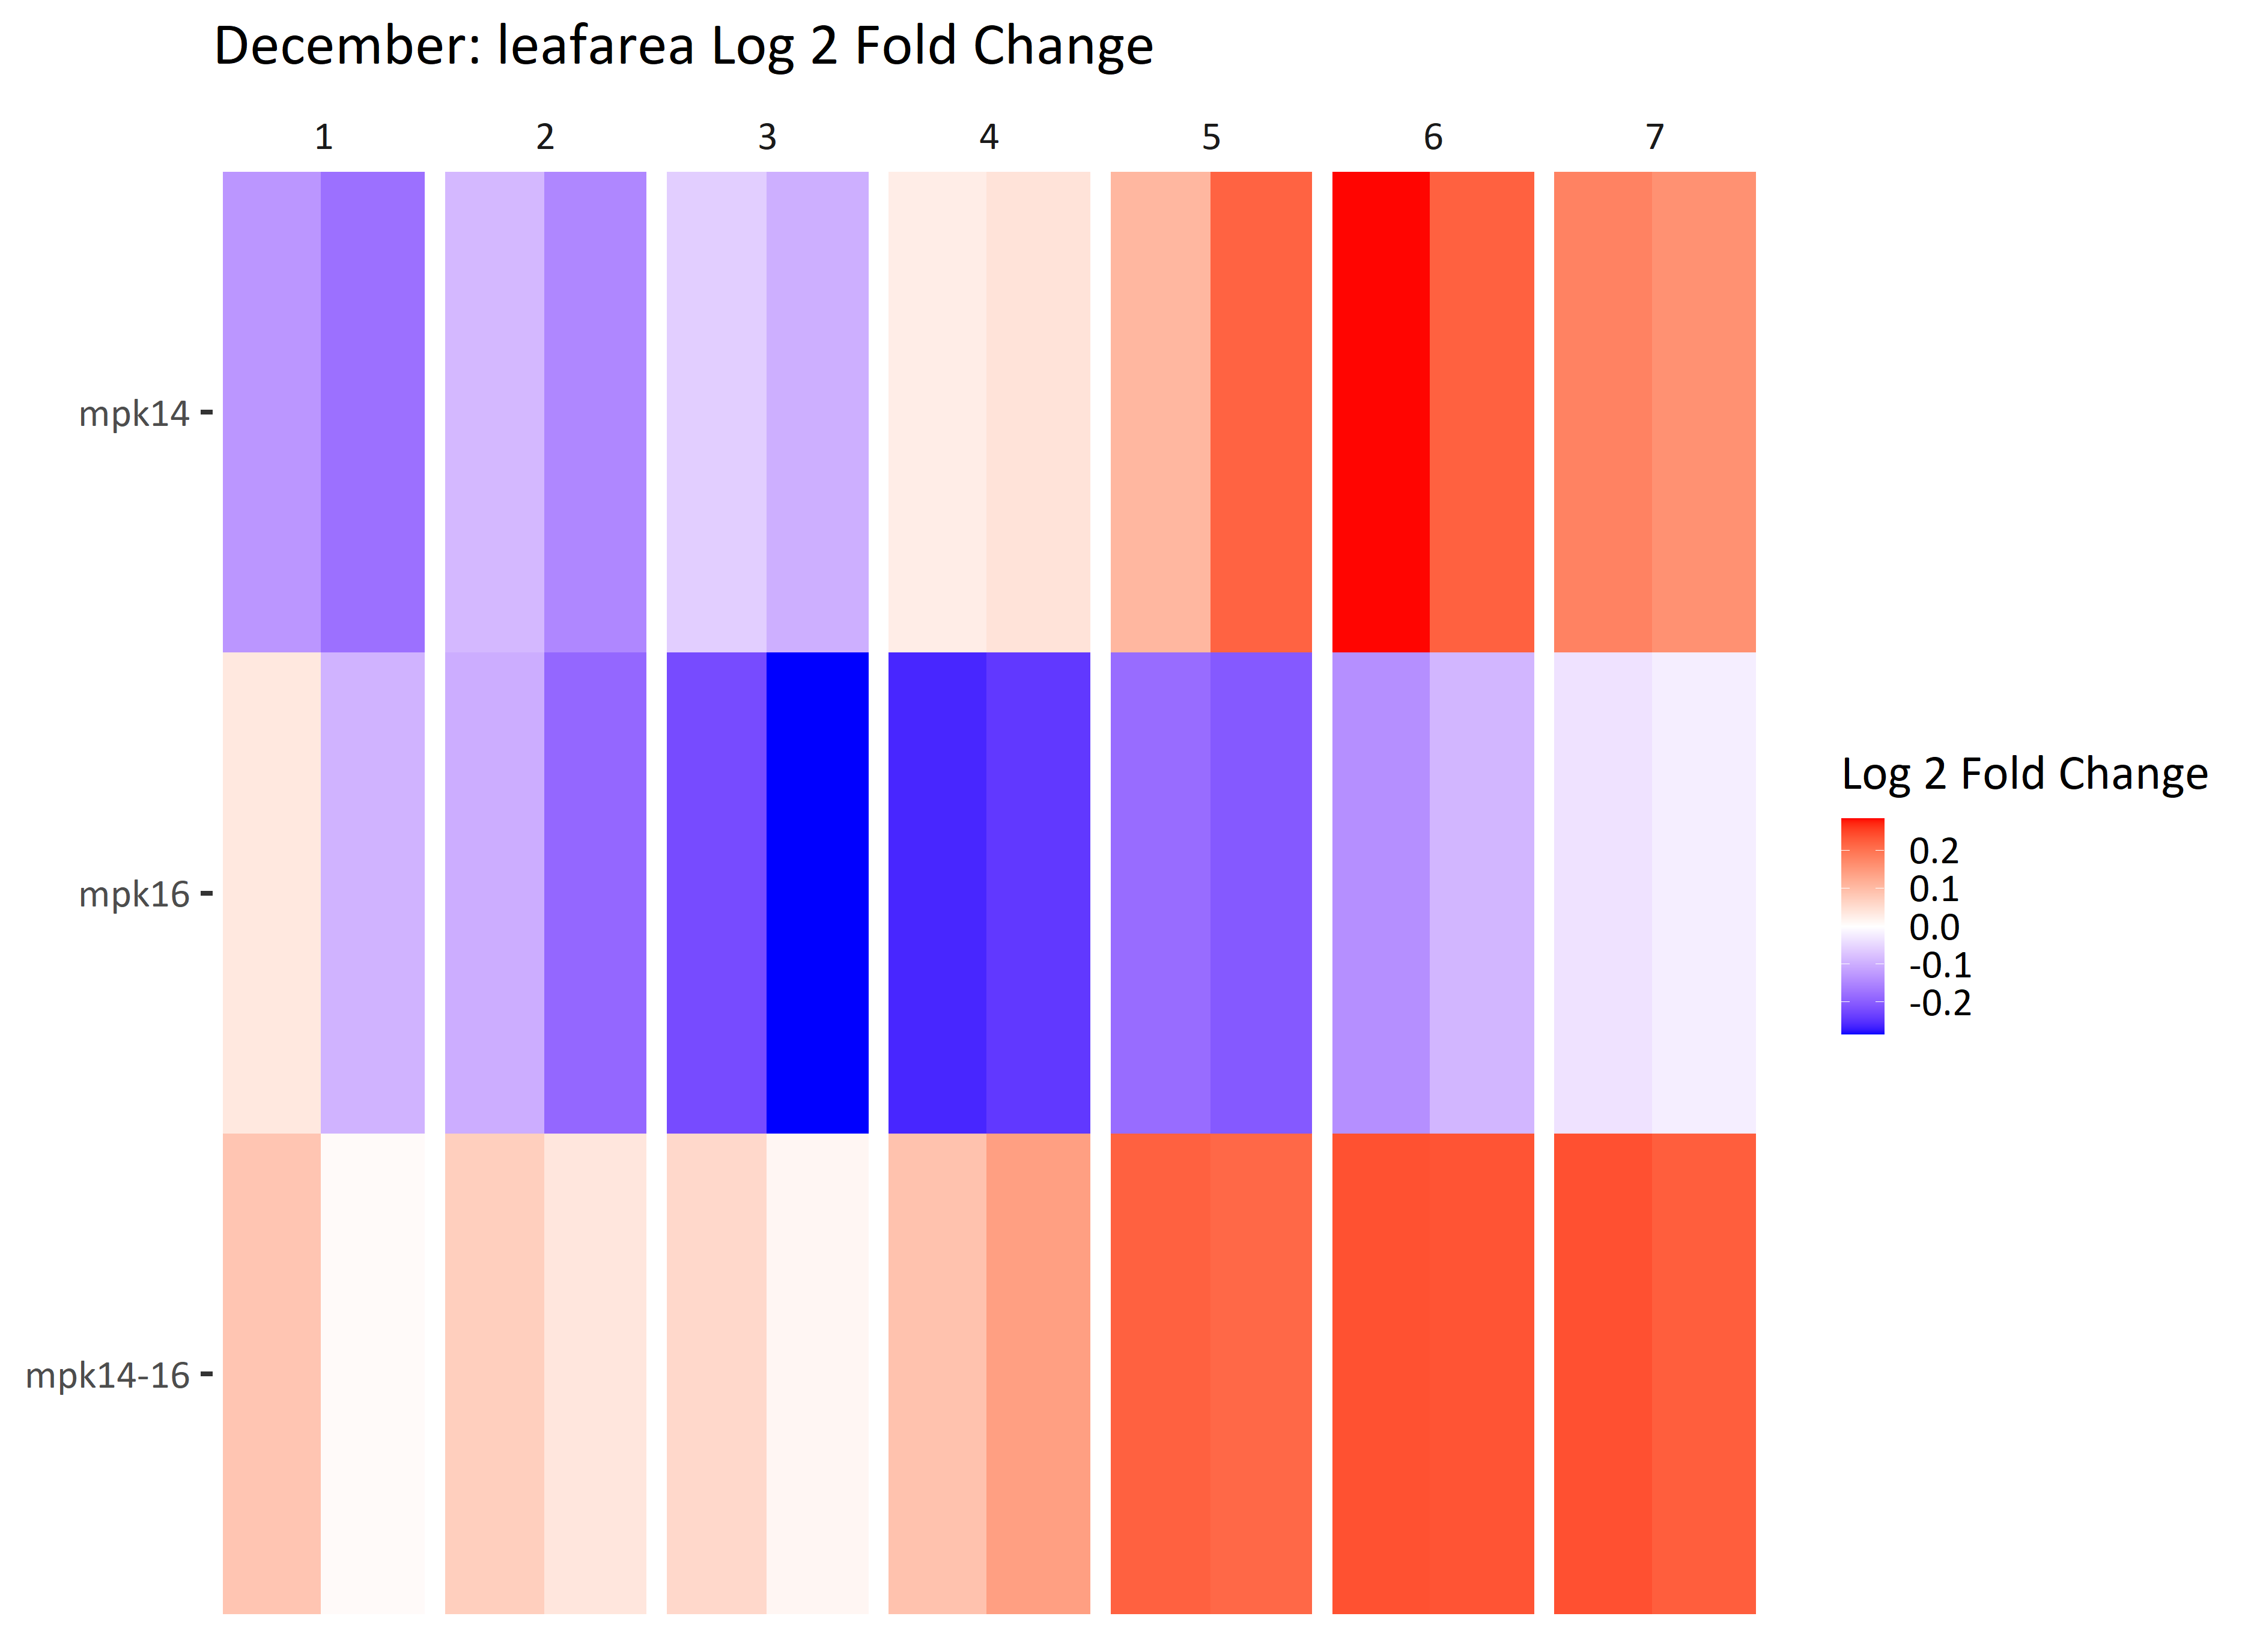 December: leafarea Log 2 Fold Change
1 2 3 4 5 6 7
mpk14
mpk16
mpk14-16
Log 2 Fold Change
0.2
0.1
0.0
-0.1
-0.2